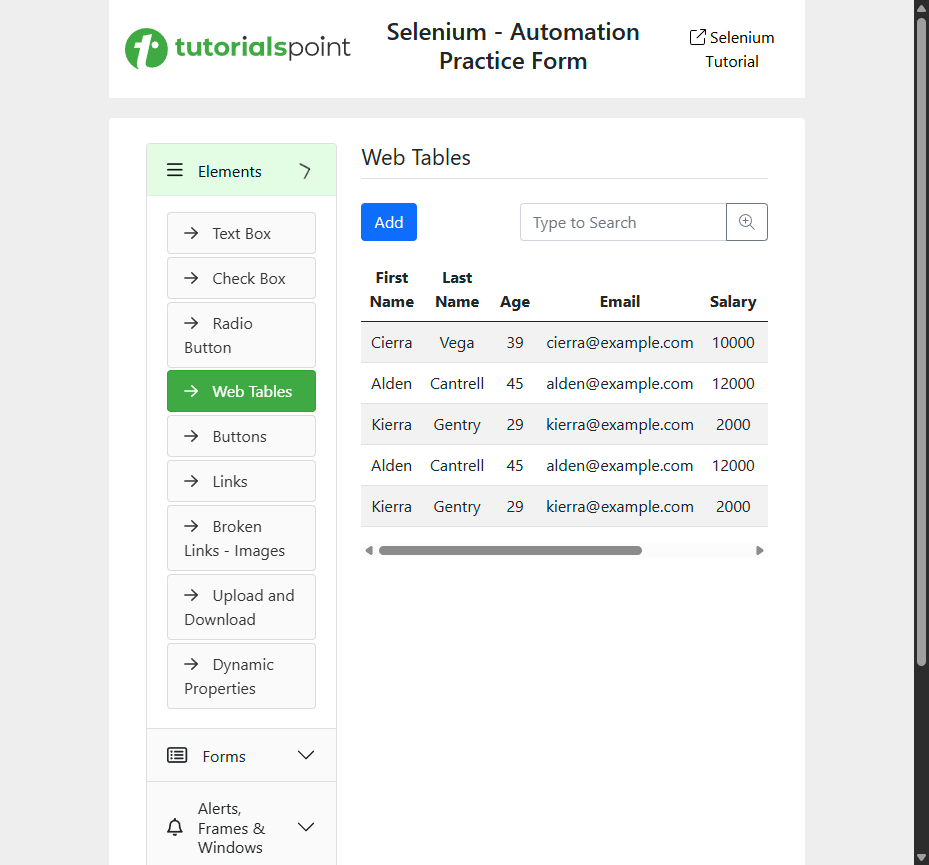 tutorialspoint
Selenium - Automation
Practice Form
Selenium
Tutorial
Elements
Text Box
Check Box
Radio
Button
Web Tables
Buttons
Links
Broken
Links - Images
Upload and
Download
Dynamic
Properties
Forms
Alerts,
Frames &
Windows
Web Tables
Add
Type to Search
First Name Last Name Age Email Salary
Cierra Vega 39 cierra@example.com 10000
Alden Cantrell 45 alden@example.com 12000
Kierra Gentry 29 kierra@example.com 2000
Alden Cantrell 45 alden@example.com 12000
Kierra Gentry 29 kierra@example.com 2000